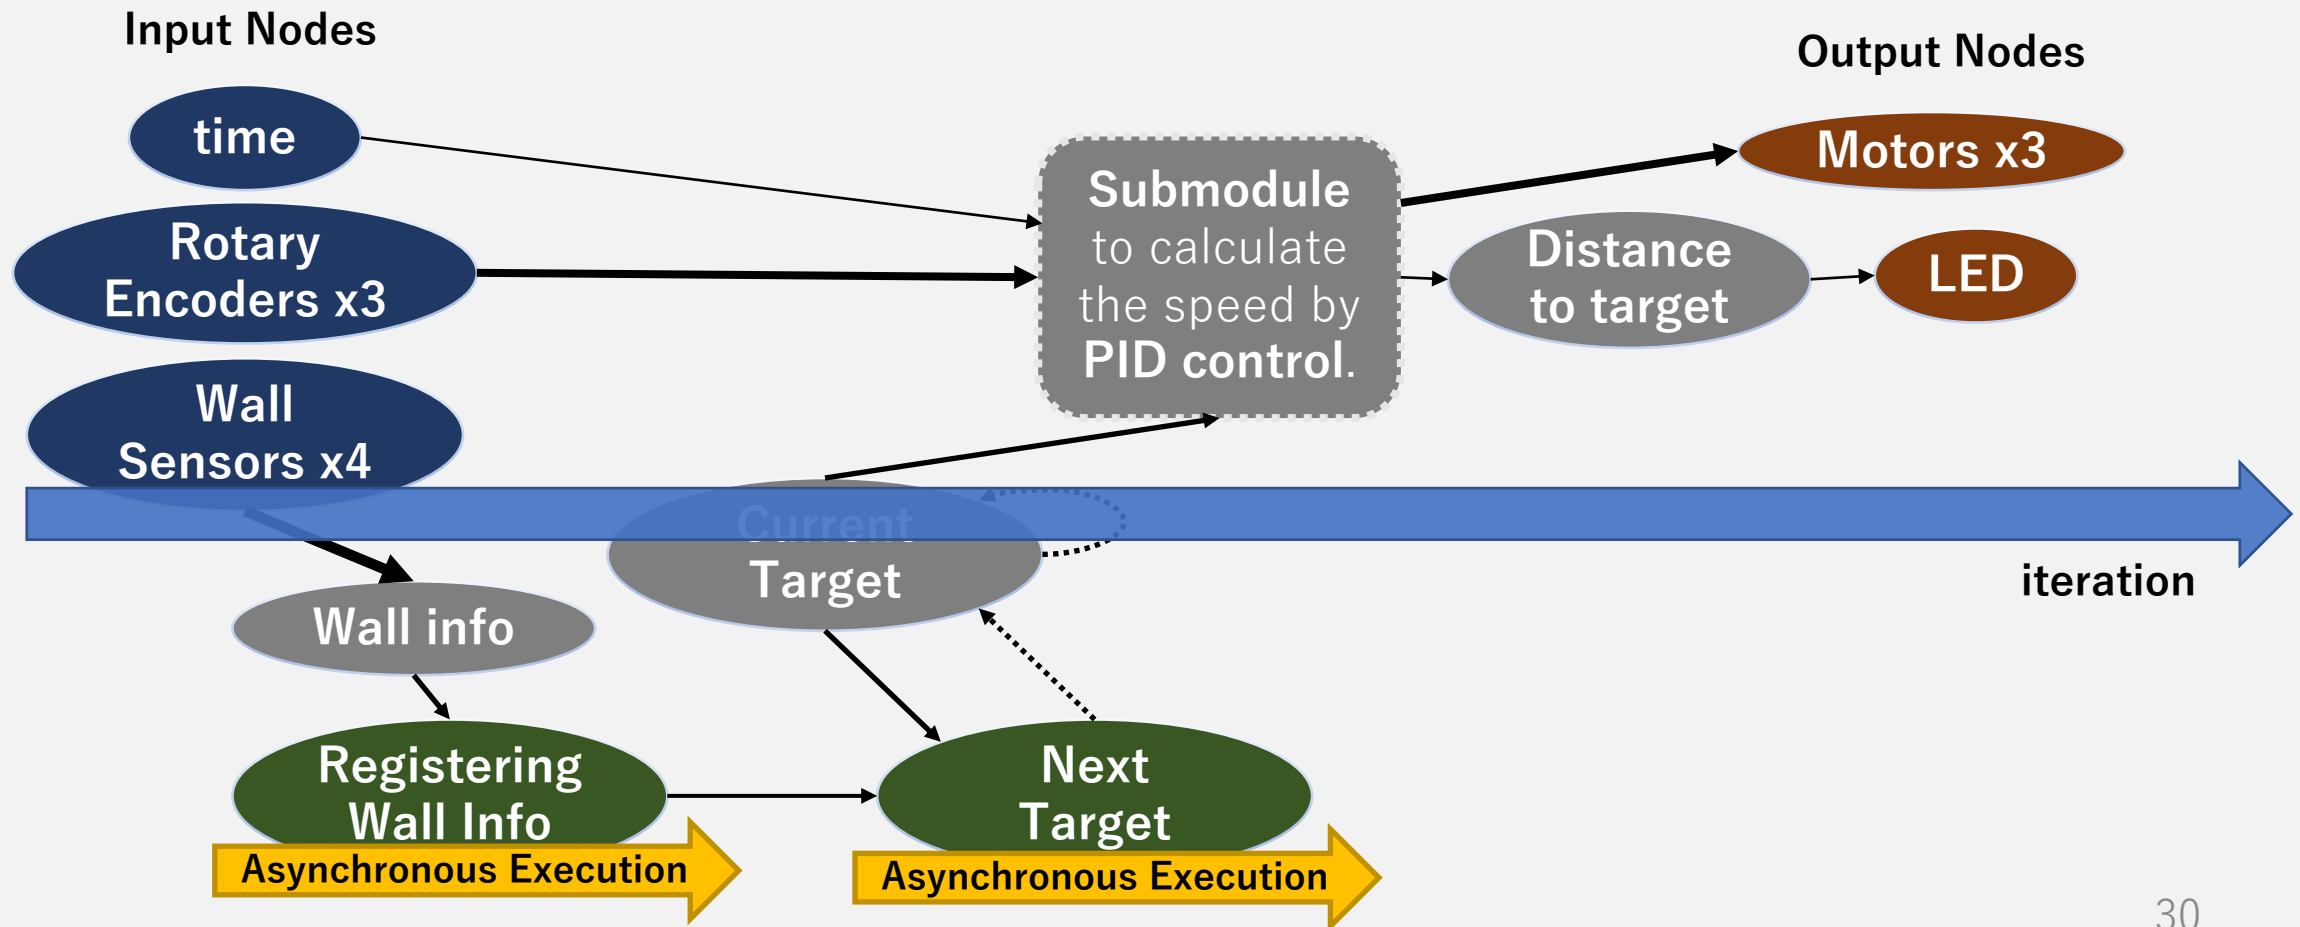 Input Nodes
Output Nodes
time
Motors x3
Submodule
to calculate
the speed by
PID control.
Rotary
Encoders x3
Distance
to target
LED
Wall
Sensors x4
Current
Target
iteration
Wall info
Registering
Wall Info
Next
Target
Asynchronous Execution
Asynchronous Execution
30